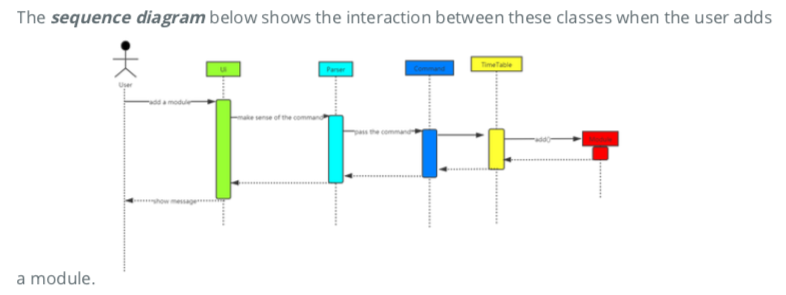 The sequence diagram below shows the interaction between these classes when the user adds
User
UI
Parser
Command
TimeTable
add a module
make sense of the command
pass the command
add()
show message
a module.